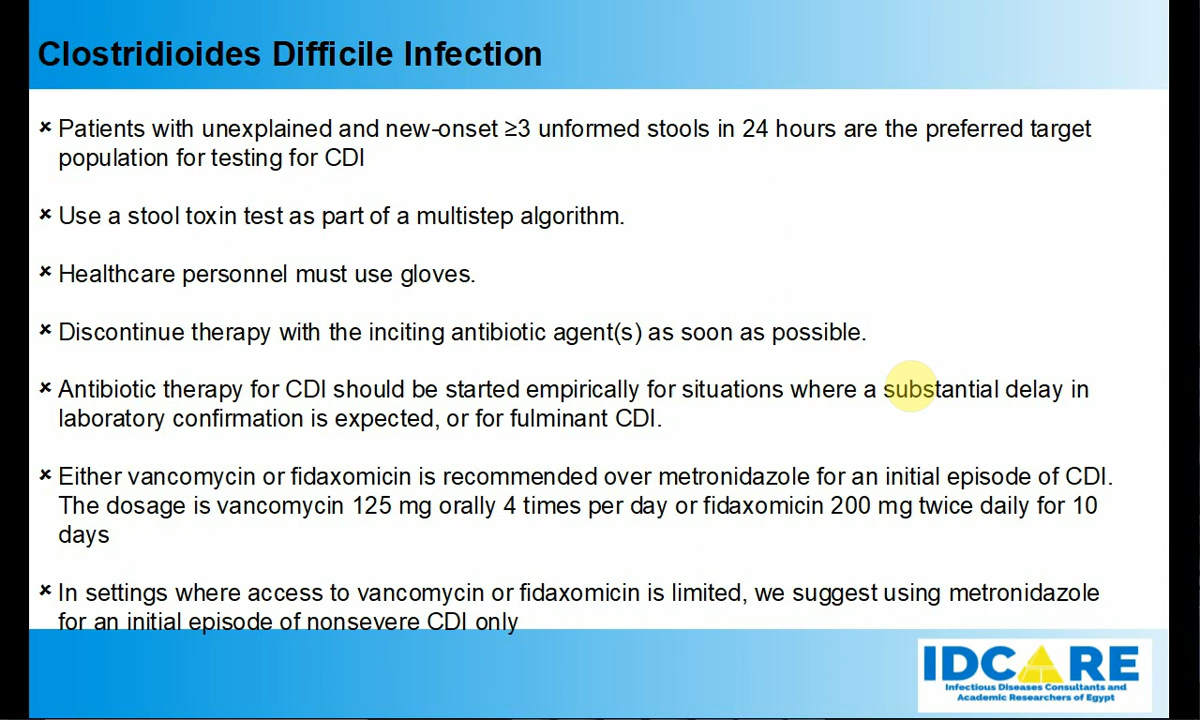 Clostridioides Difficile Infection
× Patients with unexplained and new-onset ≥3 unformed stools in 24 hours are the preferred target
population for testing for CDI
× Use a stool toxin test as part of a multistep algorithm.
× Healthcare personnel must use gloves.
× Discontinue therapy with the inciting antibiotic agent(s) as soon as possible.
× Antibiotic therapy for CDI should be started empirically for situations where a substantial delay in
laboratory confirmation is expected, or for fulminant CDI.
× Either vancomycin or fidaxomicin is recommended over metronidazole for an initial episode of CDI.
The dosage is vancomycin 125 mg orally 4 times per day or fidaxomicin 200 mg twice daily for 10
days
× In settings where access to vancomycin or fidaxomicin is limited, we suggest using metronidazole
for an initial episode of nonsevere CDI only
IDCARE
Infectious Diseases Consultants and
Academic Researchers of Egypt